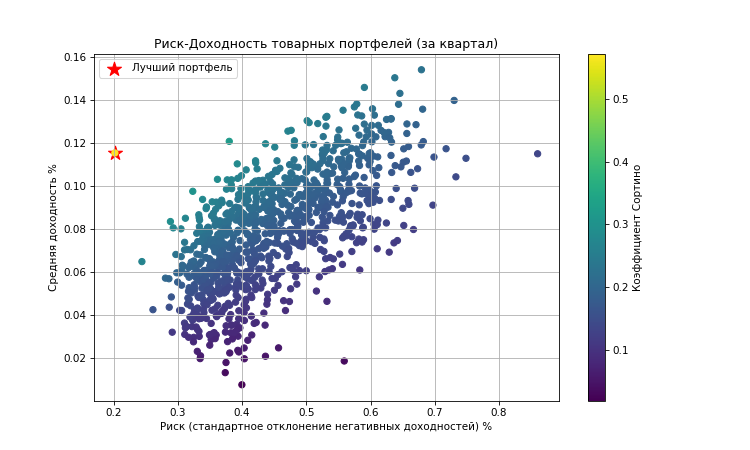 Риск-Доходность товарных портфелей (за квартал)
Лучший портфель
0.16
0.14
0.12
0.10
0.08
0.06
0.04
0.02
Средняя доходность %
0.2 0.3 0.4 0.5 0.6 0.7 0.8
Риск (стандартное отклонение негативных доходностей) %
0.5
0.4
0.3
0.2
0.1
Коэффициент Сортино